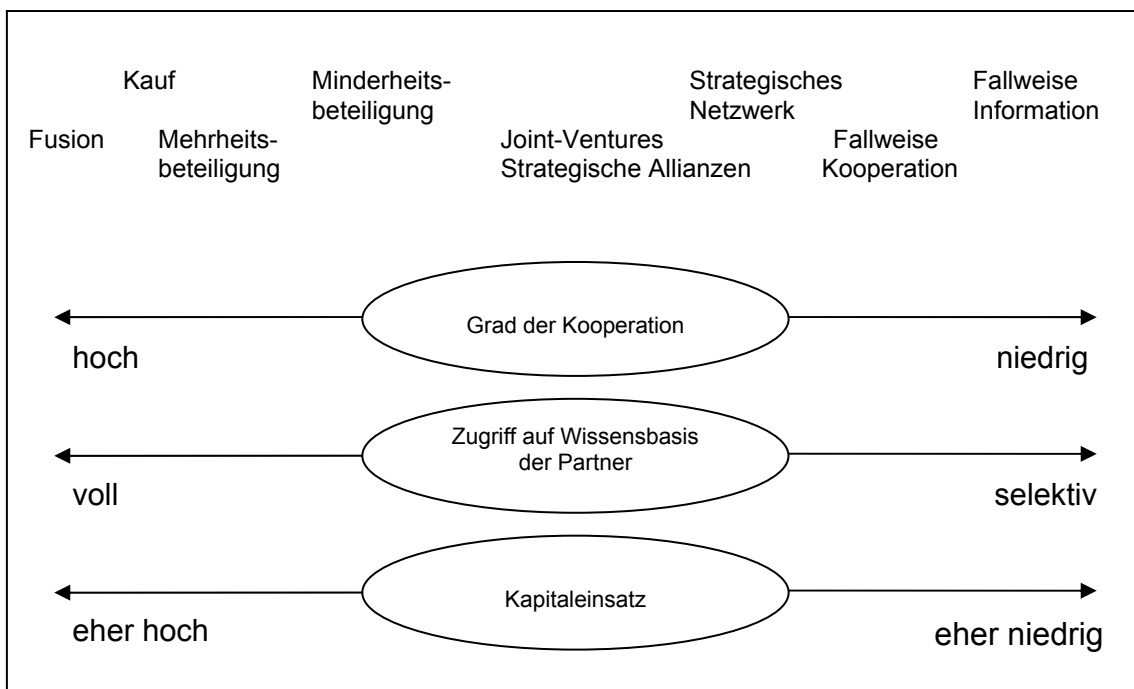 Kauf
Minderheits-
beteiligung
Strategisches
Netzwerk
Fallweise
Information
Fusion
Mehrheits-
beteiligung
Joint-Ventures
Strategische Allianzen
Fallweise
Kooperation
Grad der Kooperation
hoch
niedrig
Zugriff auf Wissensbasis
der Partner
voll
selektiv
Kapitaleinsatz
eher hoch
eher niedrig